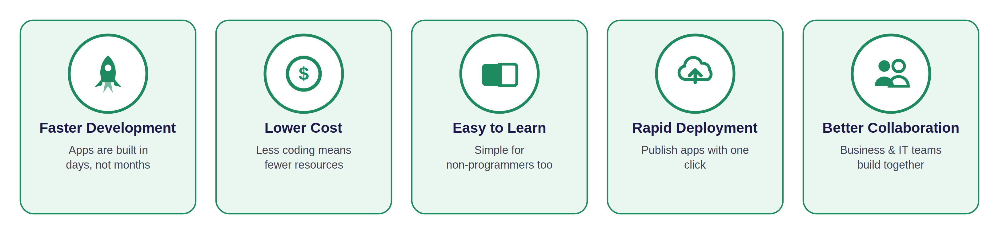 $
Faster Development
Apps are built in
days, not months
Lower Cost
Less coding means
fewer resources
Easy to Learn
Simple for
non-programmers too
Rapid Deployment
Publish apps with one
click
Better Collaboration
Business & IT teams
build together